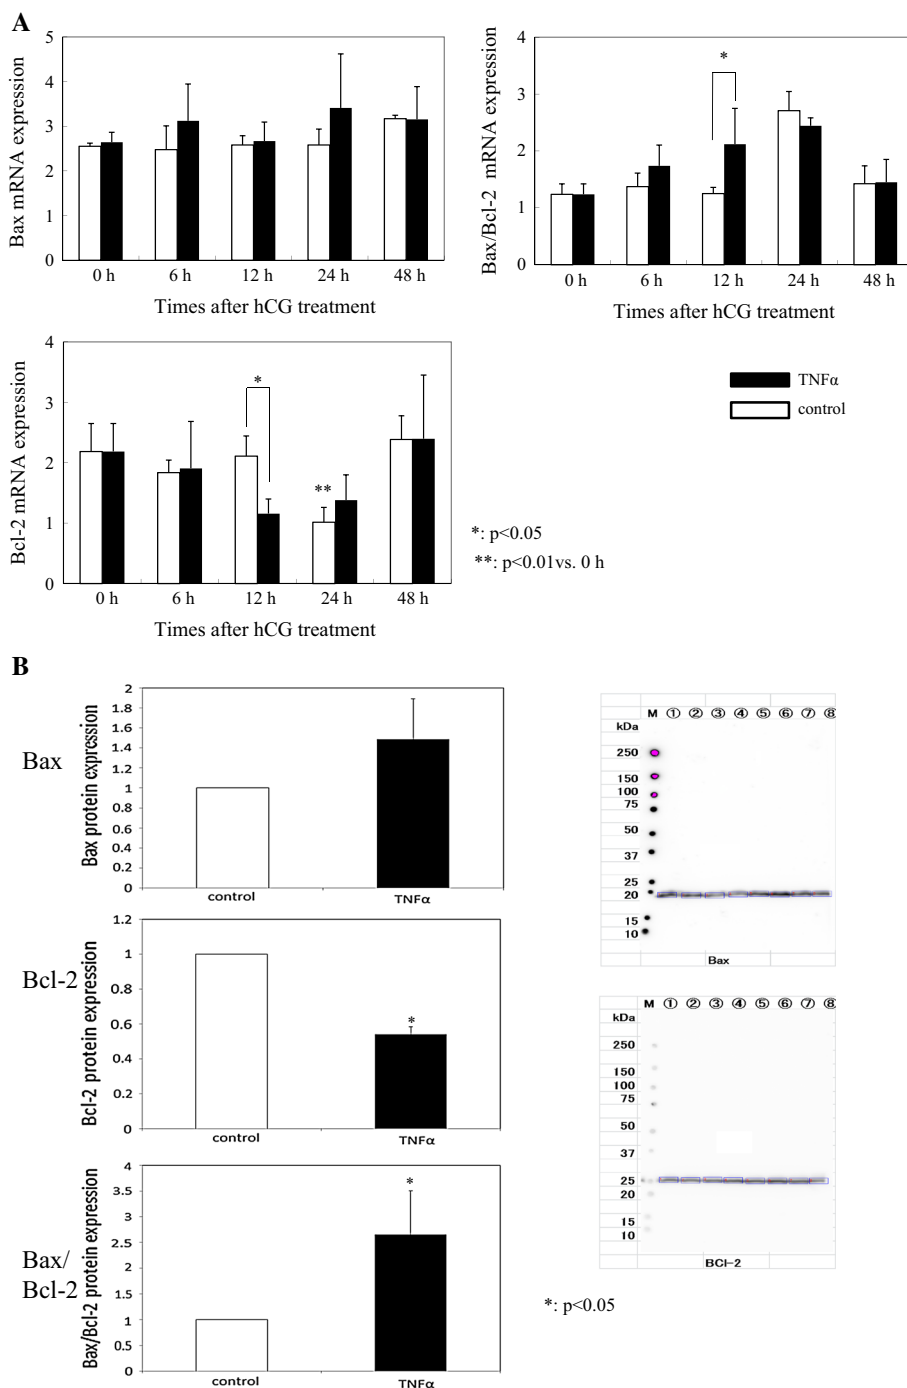 A
Bax mRNA expression
5
4
3
2
1
0
0 h 6 h 12 h 24 h 48 h
Times after hCG treatment
Bax/Bcl-2 mRNA expression
4
3
2
1
0
*
0 h 6 h 12 h 24 h 48 h
Times after hCG treatment
Bcl-2 mRNA expression
4
3
2
1
0
*
**
0 h 6 h 12 h 24 h 48 h
Times after hCG treatment
TNFα
control
*: p<0.05
**: p<0.01vs. 0 h
B
Bax
Bax protein expression
2
1.8
1.6
1.4
1.2
1
0.8
0.6
0.4
0.2
0
control TNFα
Bcl-2
Bcl-2 protein expression
1.2
1
0.8
0.6
0.4
0.2
0
*
control TNFα
Bax/
Bcl-2
Bax/Bcl-2 protein expression
4
3.5
3
2.5
2
1.5
1
0.5
0
*
control TNFα
M ① ② ③ ④ ⑤ ⑥ ⑦ ⑧
kDa
250
150
100
75
50
37
25
20
15
10
Bax
M ① ② ③ ④ ⑤ ⑥ ⑦ ⑧
kDa
250
150
100
75
50
37
25
20
15
10
BCl-2
*: p<0.05